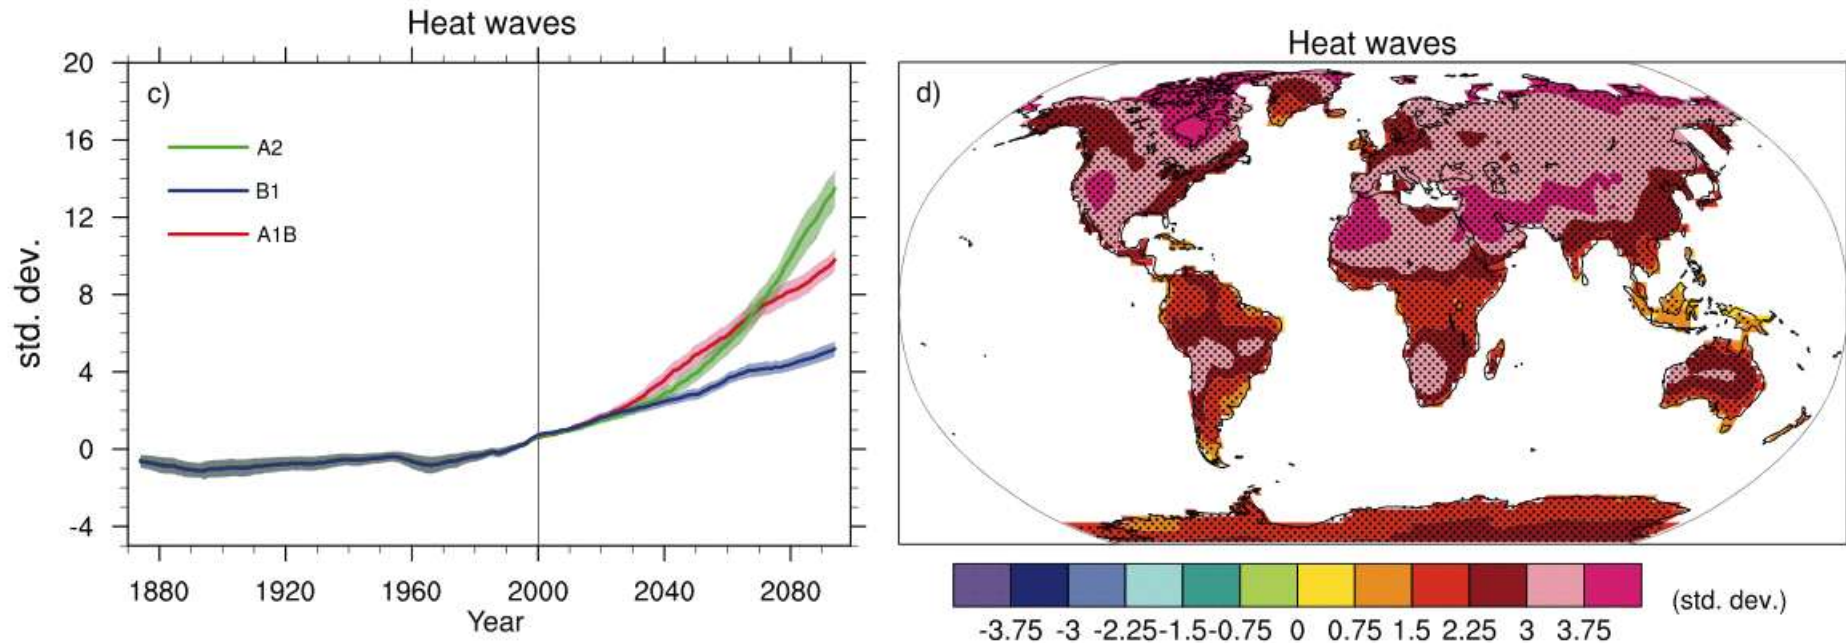 Heat waves
c)
20
16
12
8
4
0
-4
std. dev.
A2
B1
A1B
1880 1920 1960 2000 2040 2080
Year
Heat waves
d)
-3.75 -3 -2.25 -1.5 -0.75 0 0.75 1.5 2.25 3 3.75
(std. dev.)